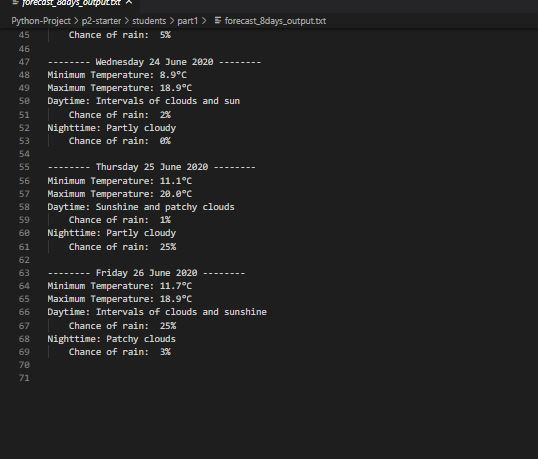 forecast_8days_output.txt ×
Python-Project > p2-starter > students > part1 > forecast_8days_output.txt
45 Chance of rain:  5%
46
47 -------- Wednesday 24 June 2020 --------
48 Minimum Temperature: 8.9°C
49 Maximum Temperature: 18.9°C
50 Daytime: Intervals of clouds and sun
51 Chance of rain:  2%
52 Nighttime: Partly cloudy
53 Chance of rain:  0%
54
55 -------- Thursday 25 June 2020 --------
56 Minimum Temperature: 11.1°C
57 Maximum Temperature: 20.0°C
58 Daytime: Sunshine and patchy clouds
59 Chance of rain:  1%
60 Nighttime: Partly cloudy
61 Chance of rain:  25%
62
63 -------- Friday 26 June 2020 --------
64 Minimum Temperature: 11.7°C
65 Maximum Temperature: 18.9°C
66 Daytime: Intervals of clouds and sunshine
67 Chance of rain:  25%
68 Nighttime: Patchy clouds
69 Chance of rain:  3%
70
71